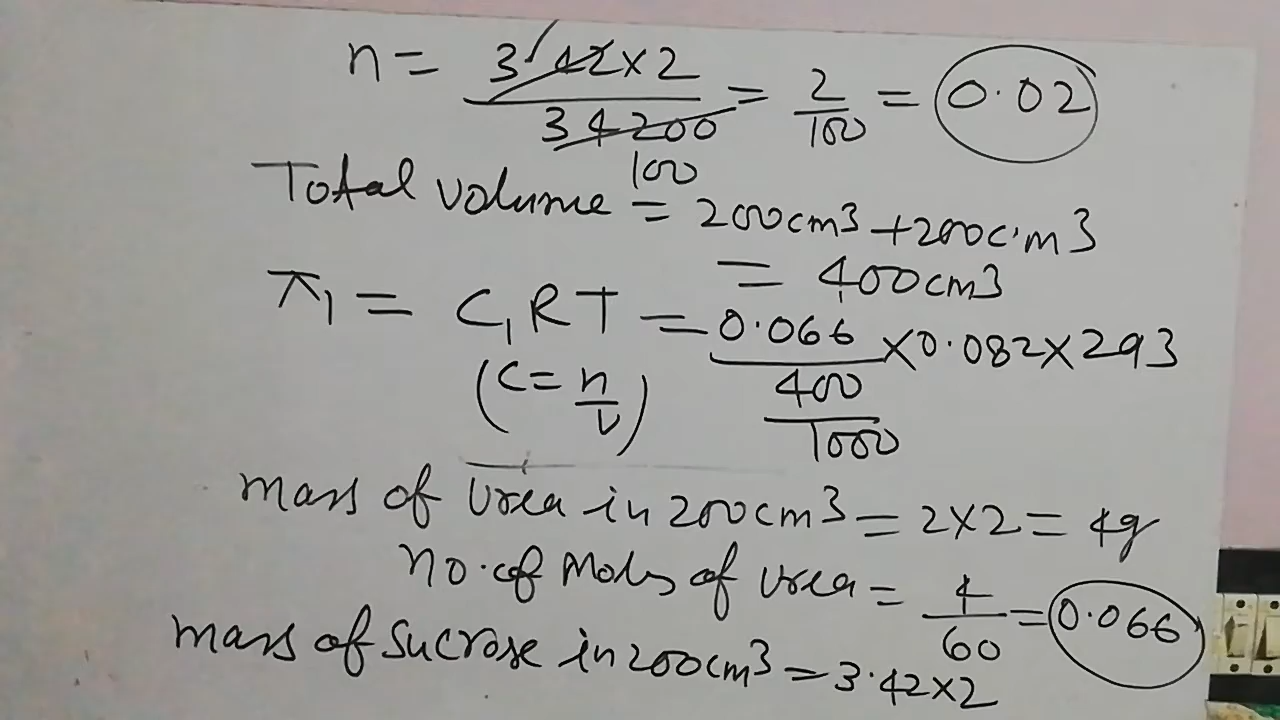 n = 3.42×2 / 34200 = 2/100 = 0.02
100
Total volume = 200cm3 + 200cm3
= 400cm3
π1 = C1RT = 0.066 / (400/1000) ×0.082×293
(C = n/V)
mass of Urea in 200cm3 = 2×2 = 4g
no. of Mols of Urea = 4/60 = 0.066
mass of Sucrose in 200cm3 = 3.42×2